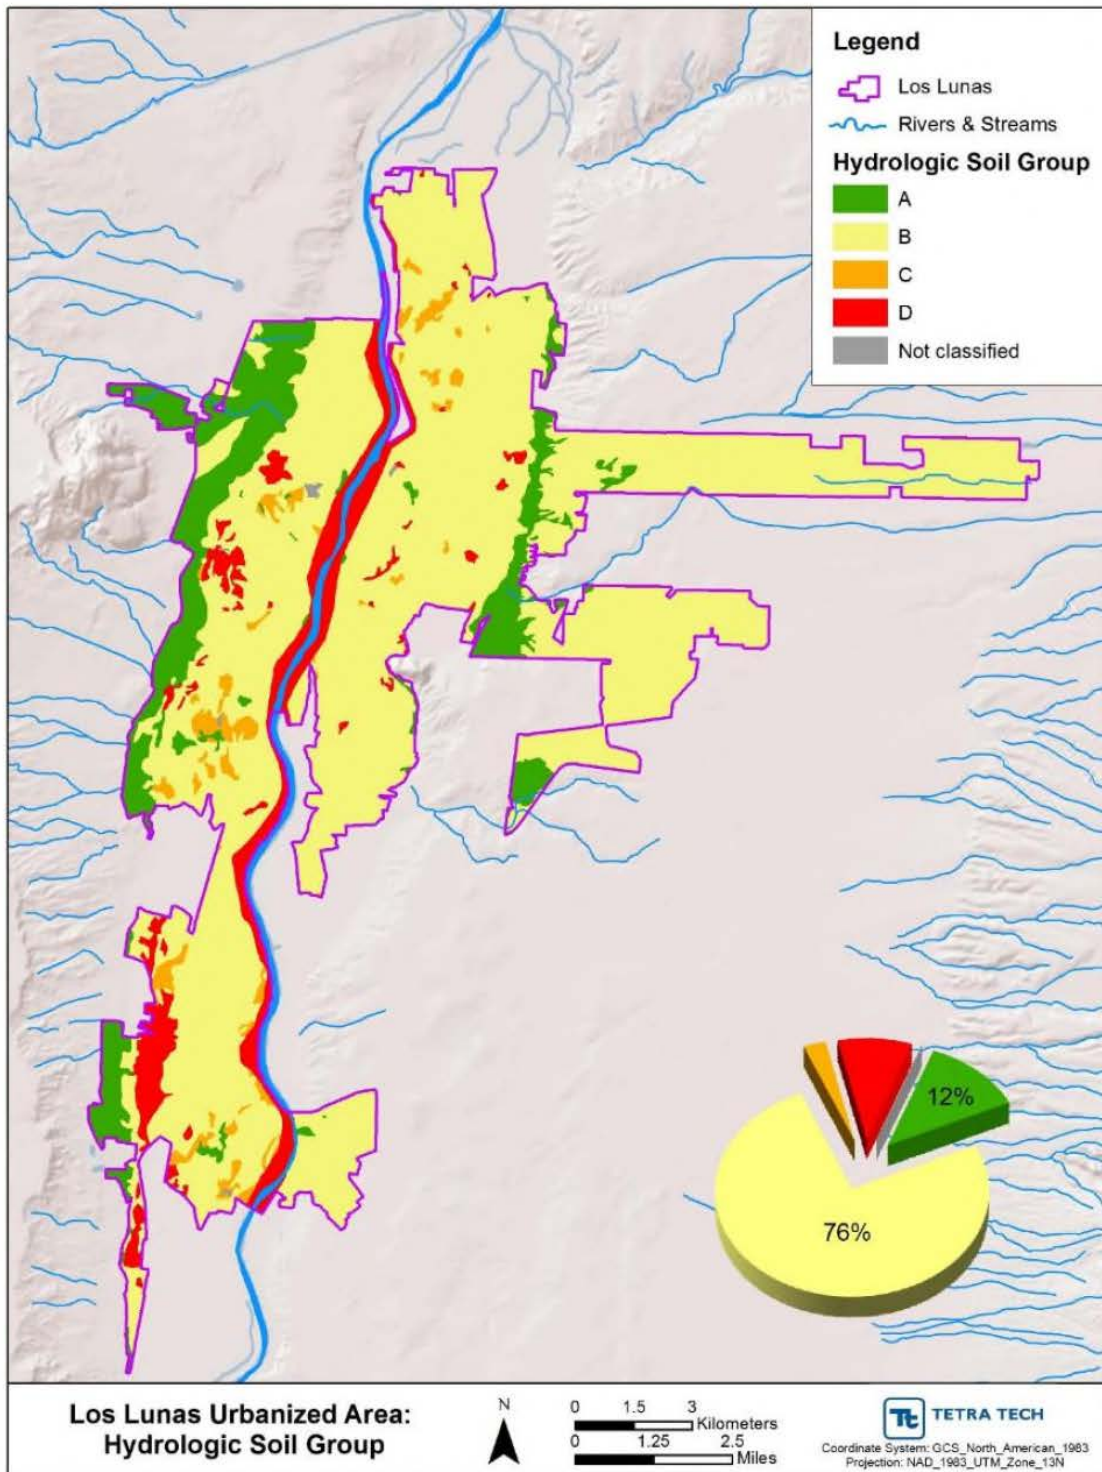 Legend
Los Lunas
Rivers & Streams
Hydrologic Soil Group
A
B
C
D
Not classified
12%
76%
Los Lunas Urbanized Area:
Hydrologic Soil Group
N
0 1.5 3
Kilometers
0 1.25 2.5
Miles
Tt TETRA TECH
Coordinate System: GCS_North_American_1983
Projection: NAD_1983_UTM_Zone_13N